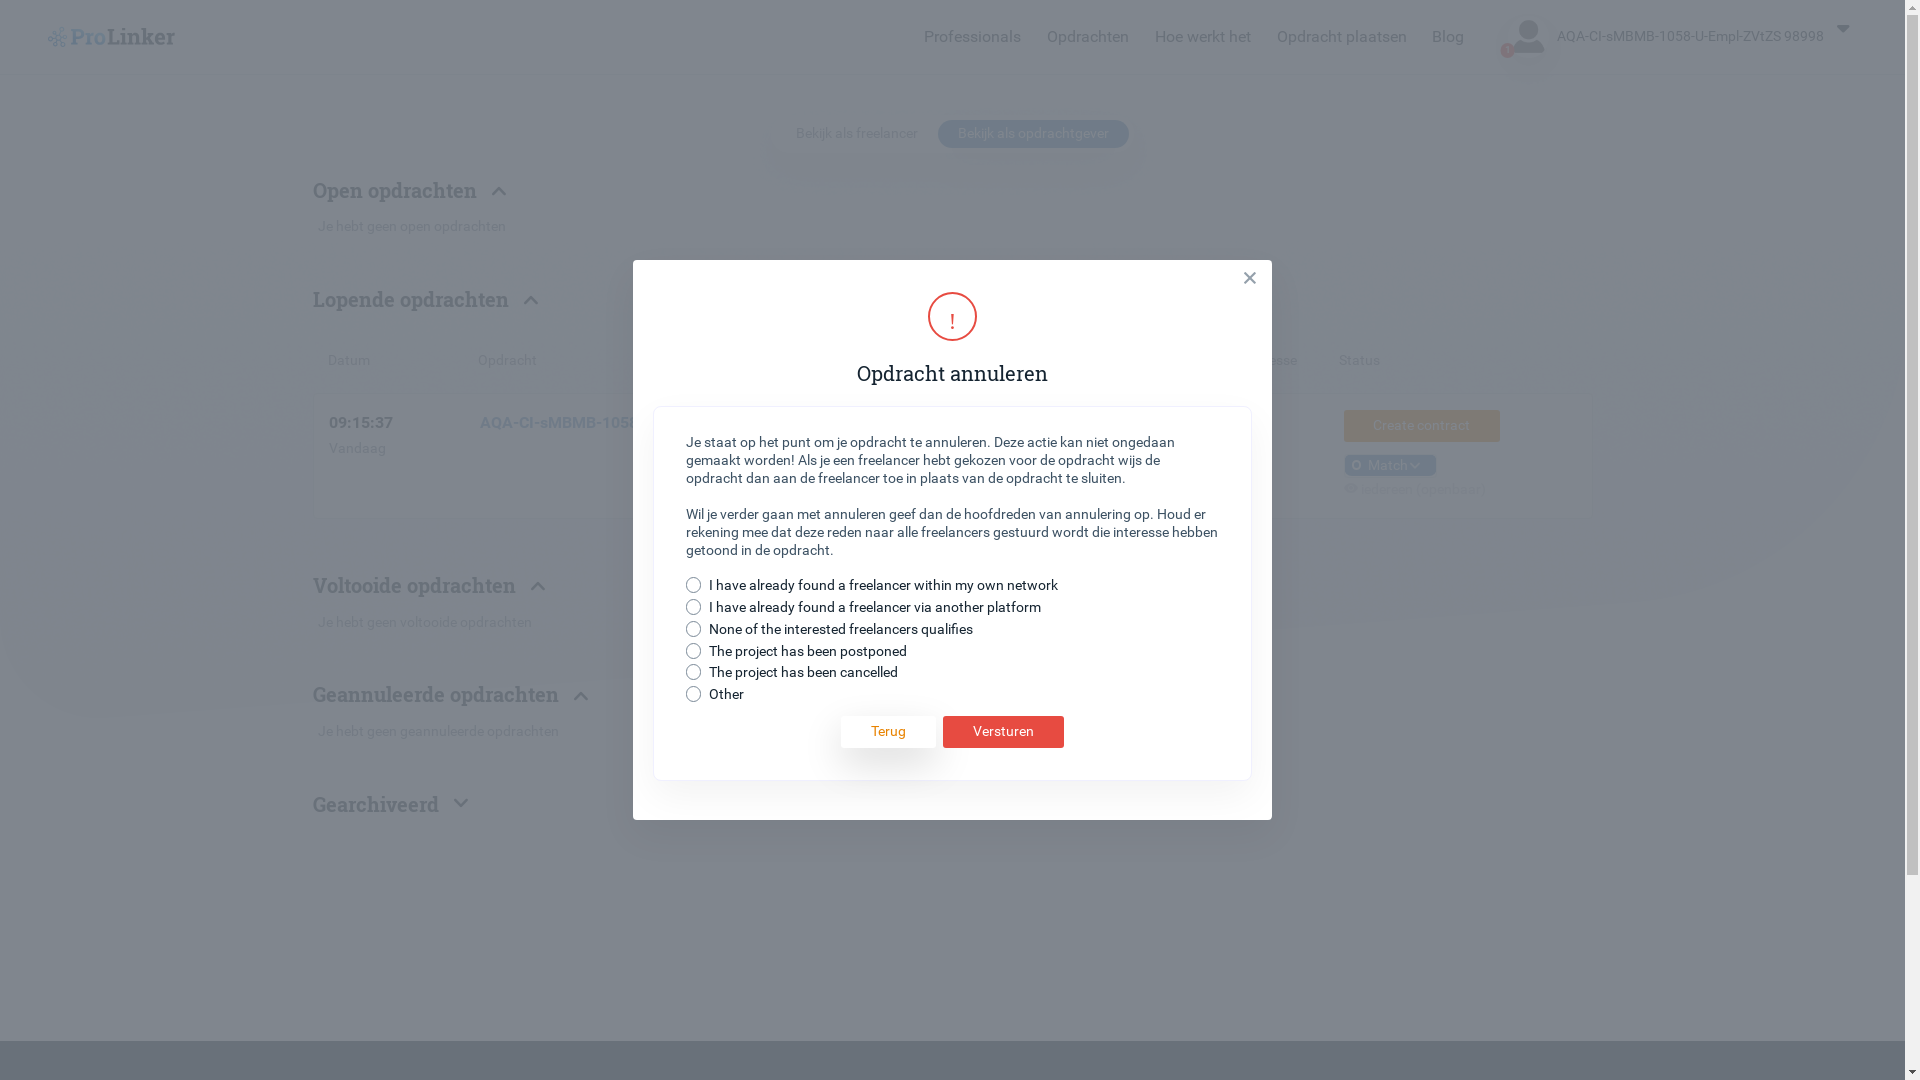 ProLinker
Professionals Opdrachten Hoe werkt het Opdracht plaatsen Blog AQA-CI-sMBMB-1058-U-Empl-ZVtZS 98998
Bekijk als freelancer Bekijk als opdrachtgever
Open opdrachten
Je hebt geen open opdrachten
Lopende opdrachten
Datum Opdracht Status
09:15:37 AQA-CI-sMBMB-1058
Vandaag
Create contract
Match
!
Opdracht annuleren
Je staat op het punt om je opdracht te annuleren. Deze actie kan niet ongedaan
gemaakt worden! Als je een freelancer hebt gekozen voor de opdracht wijs de
opdracht dan aan de freelancer toe in plaats van de opdracht te sluiten.
Wil je verder gaan met annuleren geef dan de hoofdreden van annulering op. Houd er
rekening mee dat deze reden naar alle freelancers gestuurd wordt die interesse hebben
getoond in de opdracht.
I have already found a freelancer within my own network
I have already found a freelancer via another platform
None of the interested freelancers qualifies
The project has been postponed
The project has been cancelled
Other
Terug Versturen
Voltooide opdrachten
Je hebt geen voltooide opdrachten
Geannuleerde opdrachten
Je hebt geen geannuleerde opdrachten
Gearchiveerd